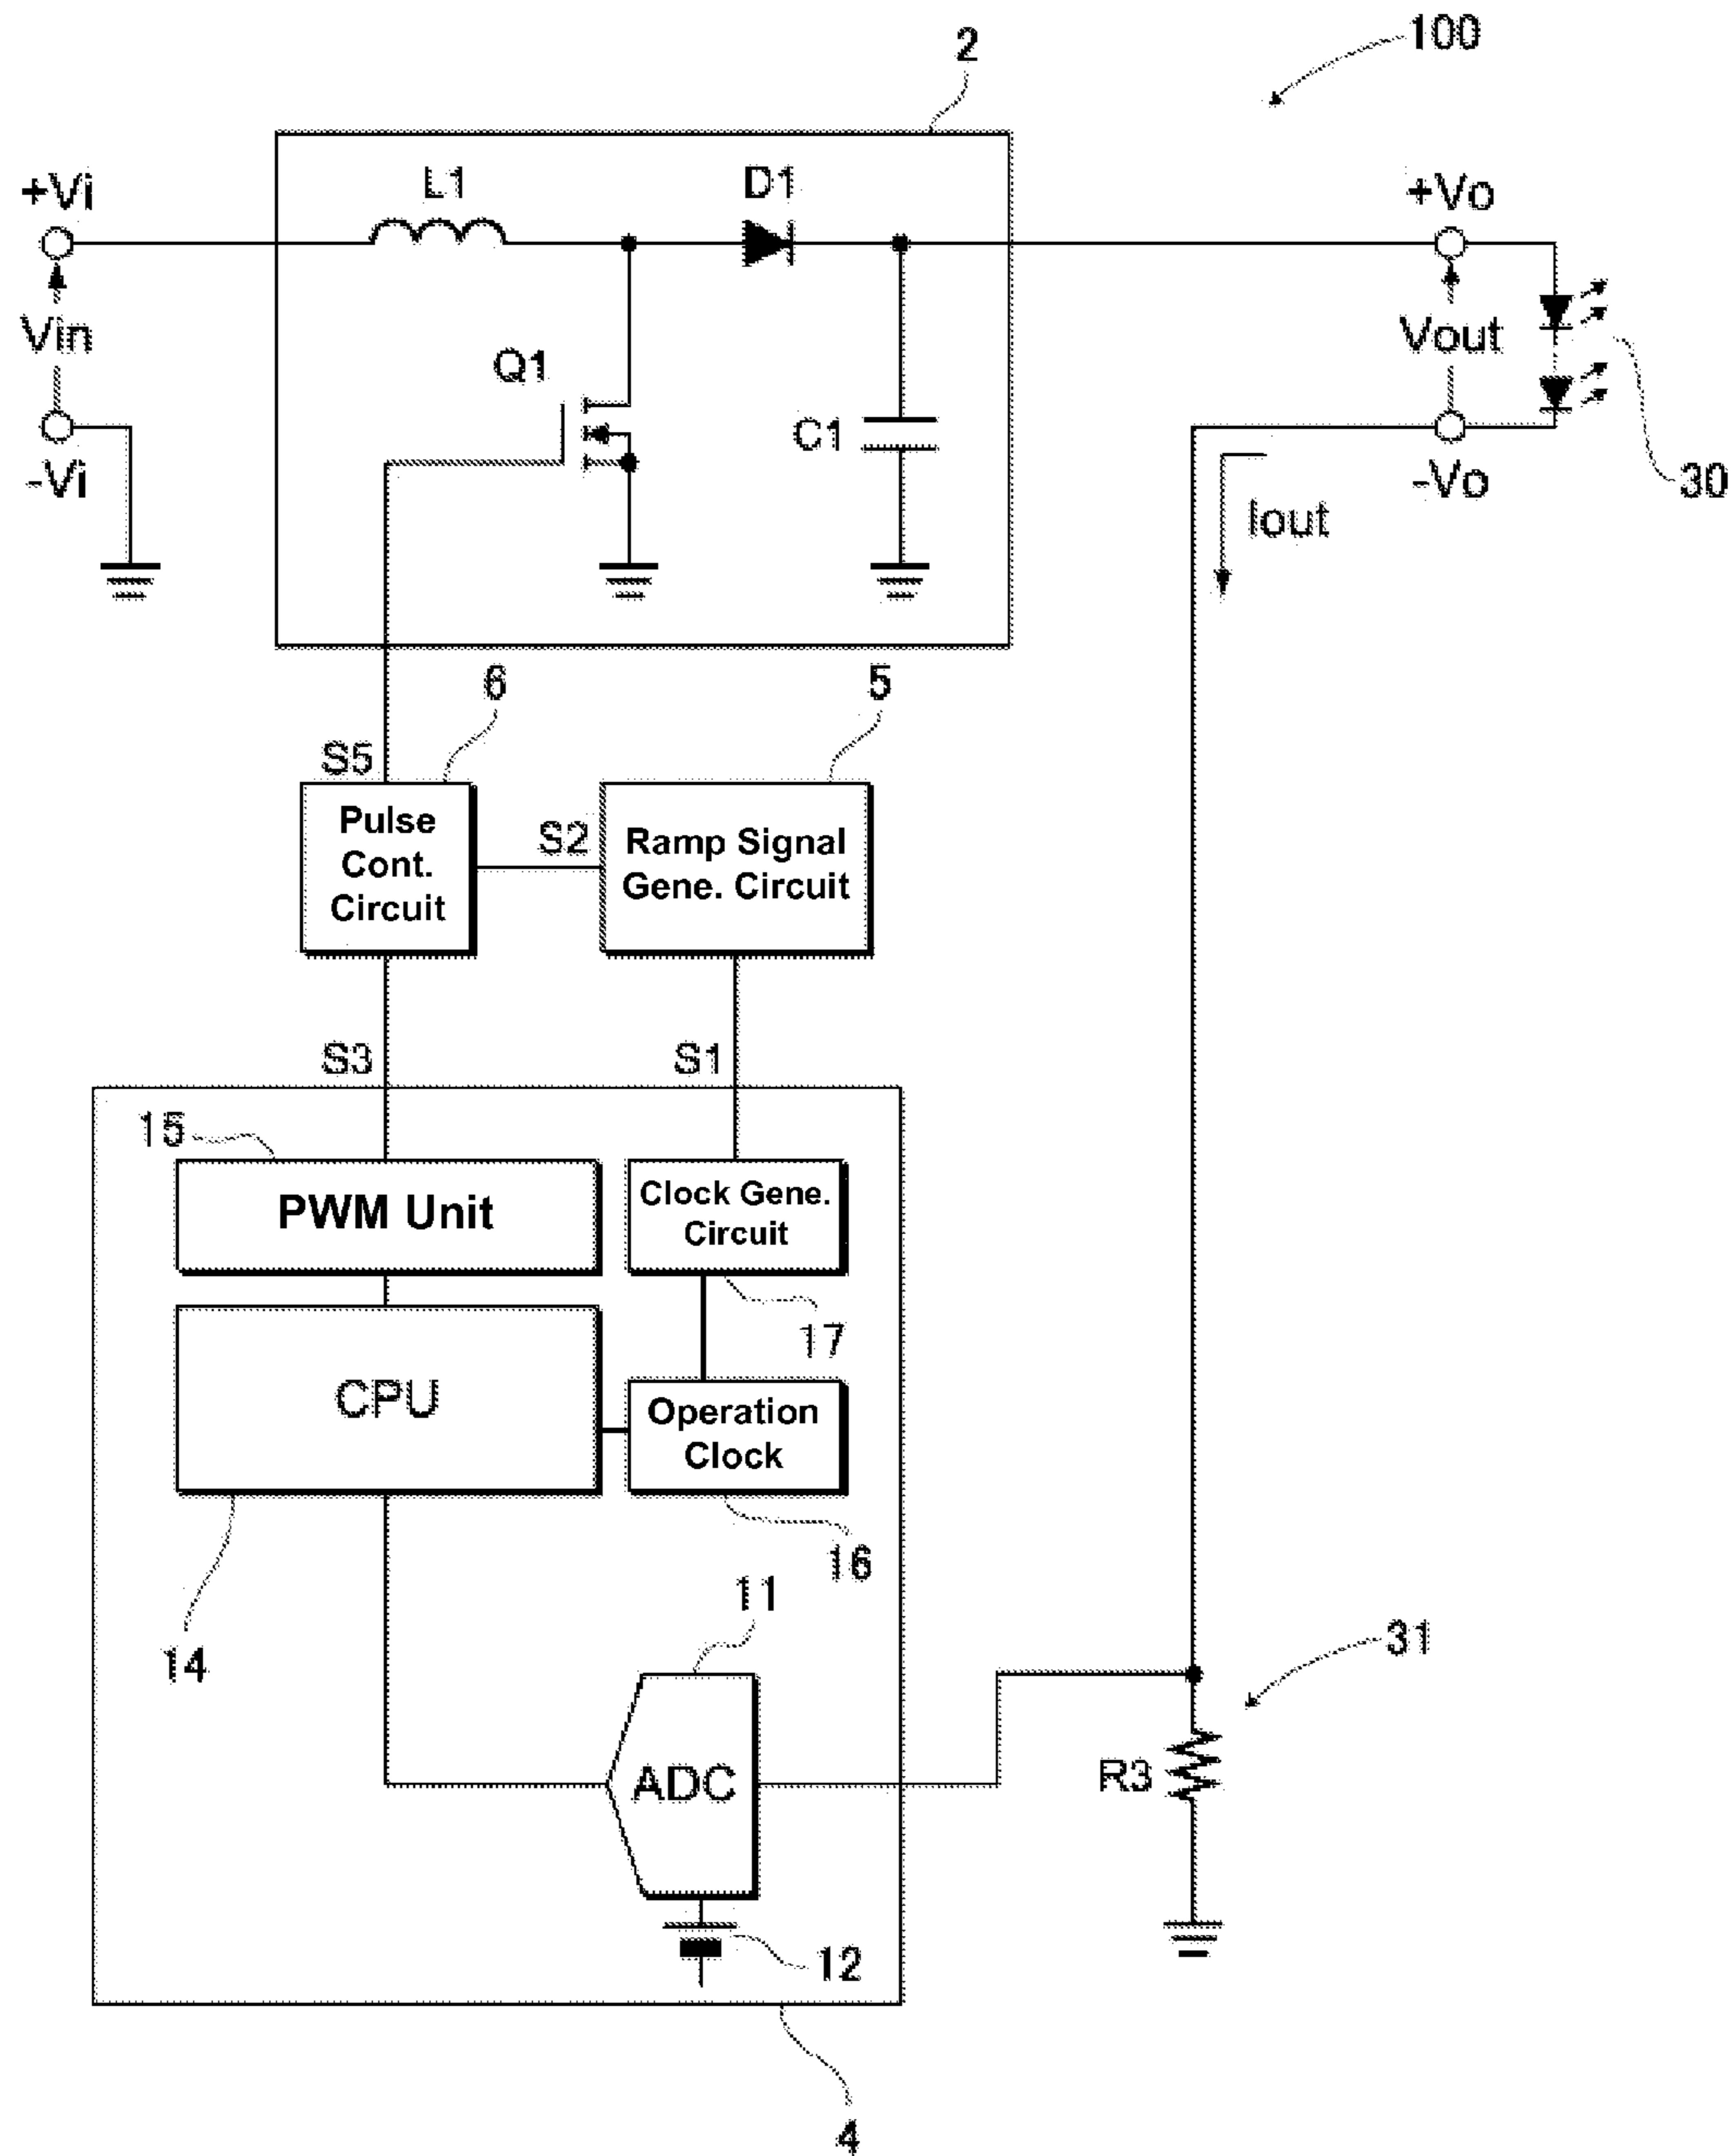 100
2
L1
D1
+Vi
+Vo
Vin
Vout
Q1
C1
-Vi
-Vo
30
Iout
6
5
S5
Pulse
Cont.
Circuit
S2
Ramp Signal
Gene. Circuit
S3
S1
15
PWM Unit
Clock Gene.
Circuit
17
CPU
Operation
Clock
16
14
11
31
ADC
R3
12
4